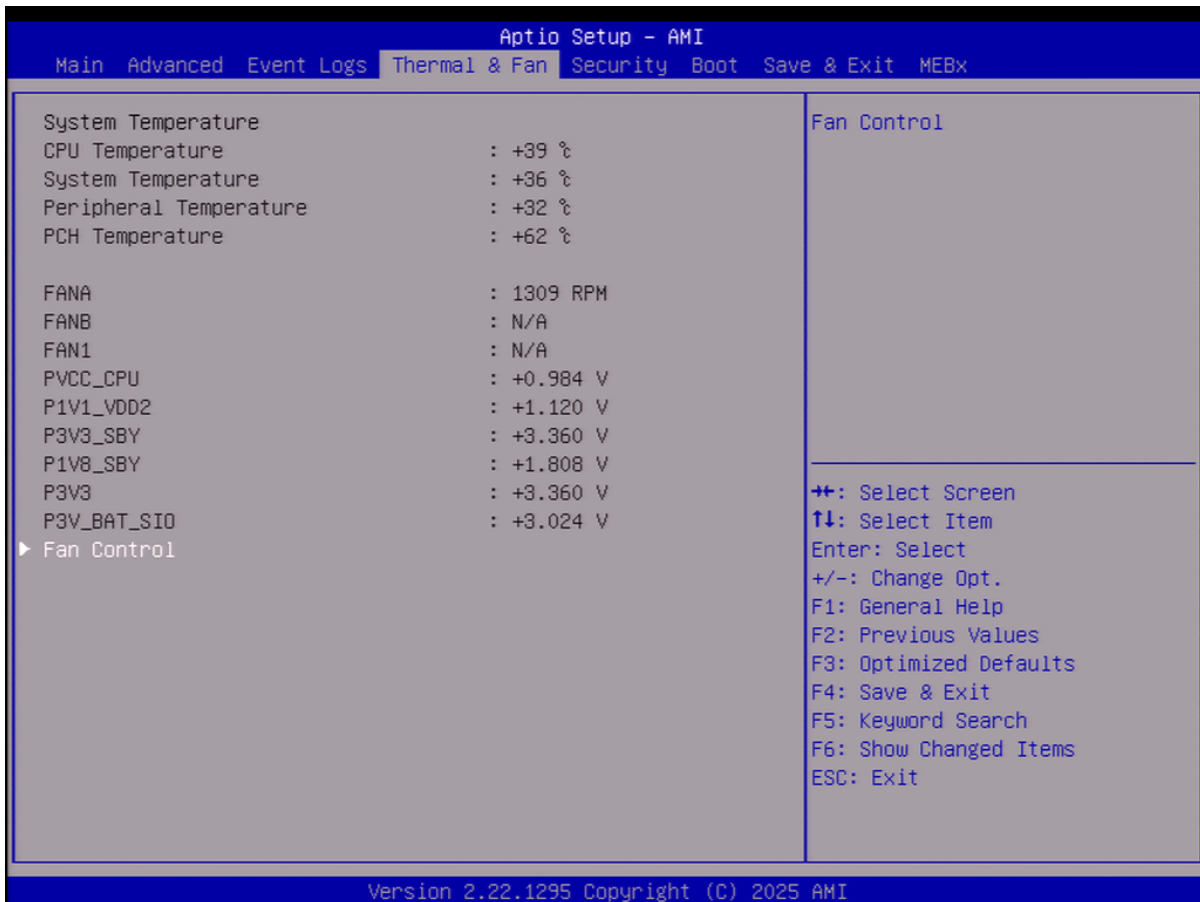 Aptio Setup – AMI
Main Advanced Event Logs Thermal & Fan Security Boot Save & Exit MEBx
System Temperature
CPU Temperature : +39 ℃
System Temperature : +36 ℃
Peripheral Temperature : +32 ℃
PCH Temperature : +62 ℃
FANA : 1309 RPM
FANB : N/A
FAN1 : N/A
PVCC_CPU : +0.984 V
P1V1_VDD2 : +1.120 V
P3V3_SBY : +3.360 V
P1V8_SBY : +1.808 V
P3V3 : +3.360 V
P3V_BAT_SIO : +3.024 V
▶ Fan Control
Fan Control
→←: Select Screen
↑↓: Select Item
Enter: Select
+/-: Change Opt.
F1: General Help
F2: Previous Values
F3: Optimized Defaults
F4: Save & Exit
F5: Keyword Search
F6: Show Changed Items
ESC: Exit
Version 2.22.1295 Copyright (C) 2025 AMI